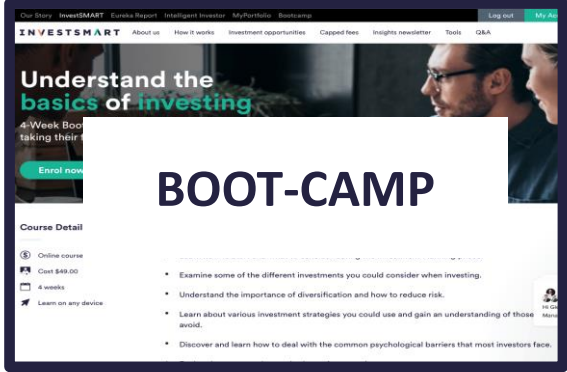 Our Story InvestSMART Eureka Report Intelligent Investor MyPortfolio Bootcamp Log out My Ac
INVESTSMART About us How it works Investment opportunities Capped fees Insights newsletter Tools Q&A
Understand the
basics of investing
4-Week Boo
taking their f
Enrol now
BOOT-CAMP
Course Detail
Online course
Cost $49.00
4 weeks
Learn on any device
• Examine some of the different investments you could consider when investing.
• Understand the importance of diversification and how to reduce risk.
• Learn about various investment strategies you could use and gain an understanding of those
avoid.
• Discover and learn how to deal with the common psychological barriers that most investors face.